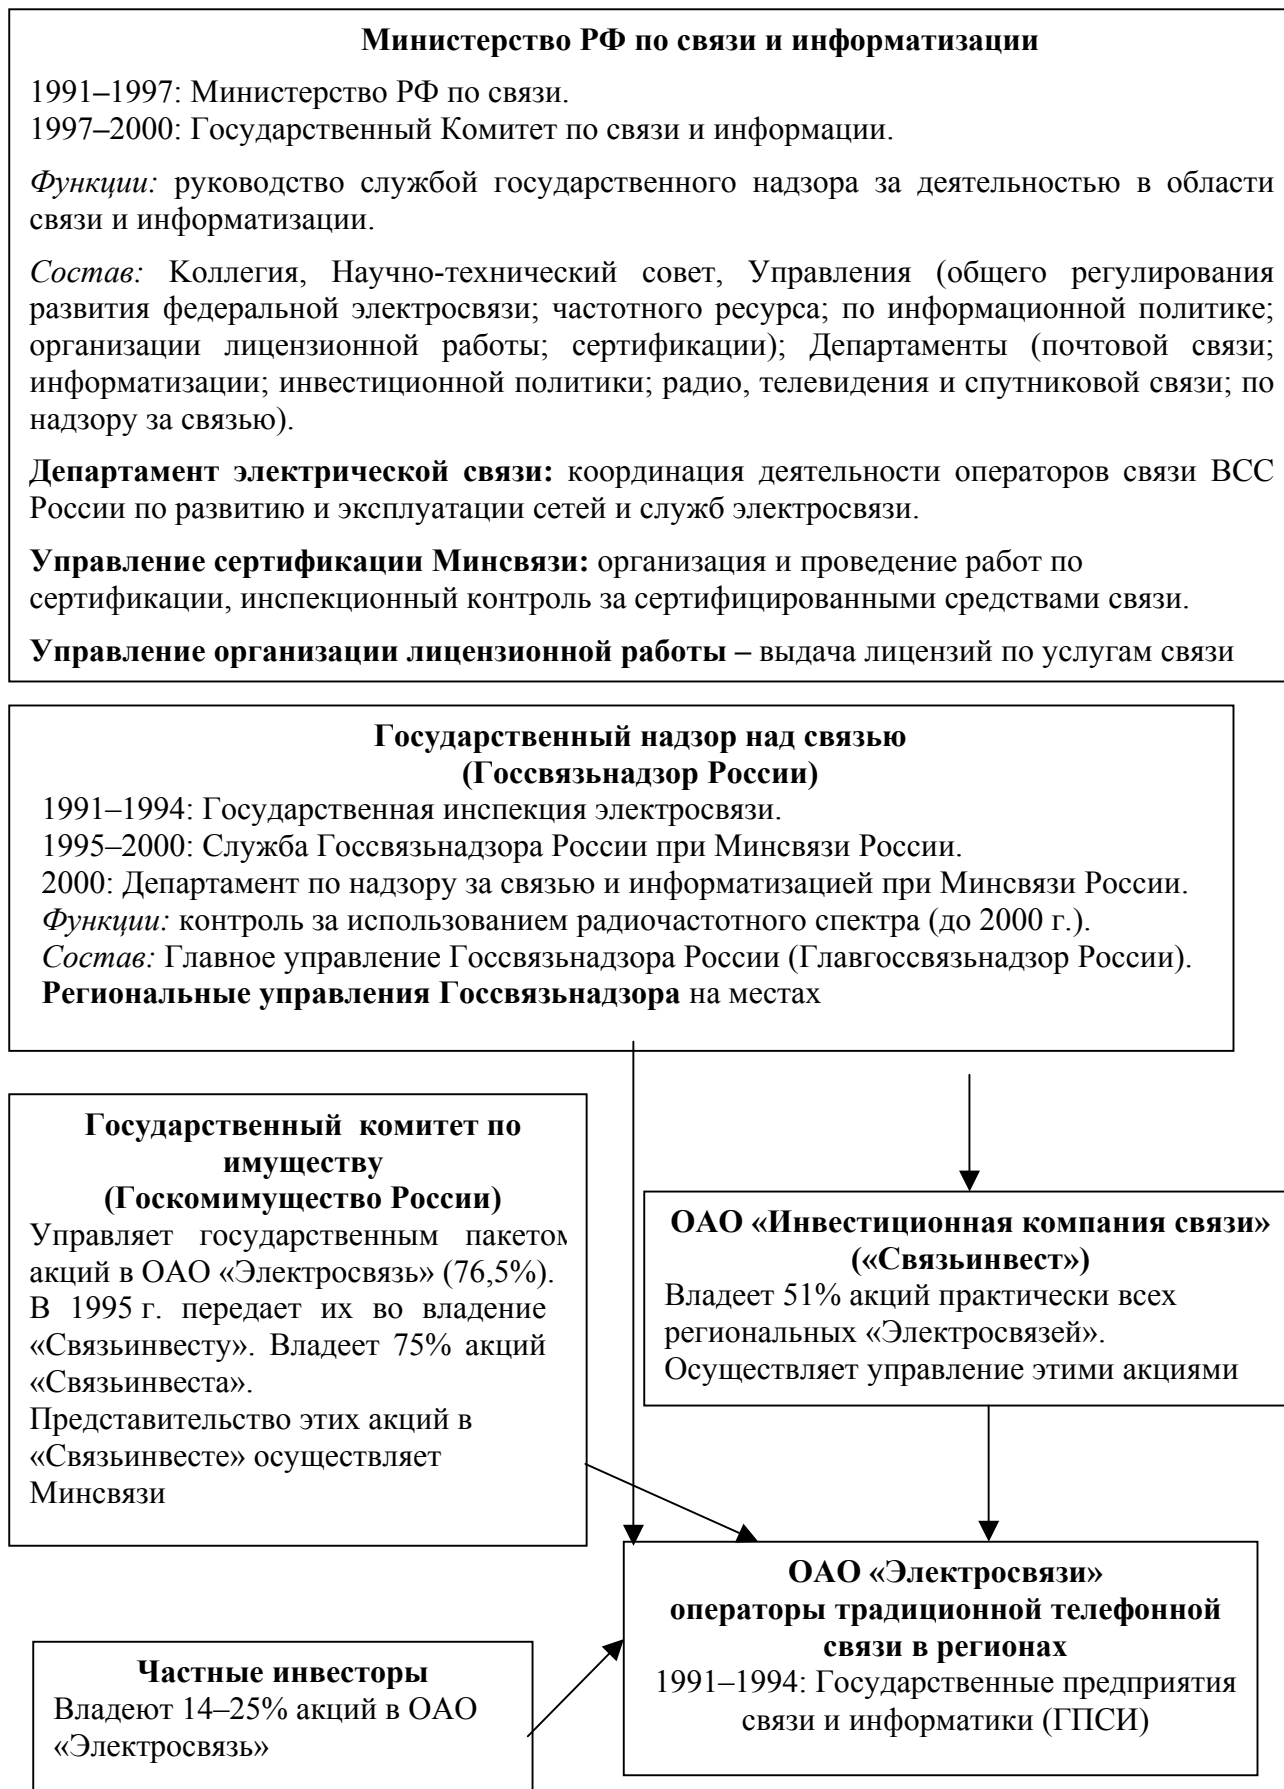 Министерство РФ по связи и информатизации
1991–1997: Министерство РФ по связи.
1997–2000: Государственный Комитет по связи и информации.
Функции: руководство службой государственного надзора за деятельностью в области
связи и информатизации.
Состав: Коллегия, Научно-технический совет, Управления (общего регулирования
развития федеральной электросвязи; частотного ресурса; по информационной политике;
организации лицензионной работы; сертификации); Департаменты (почтовой связи;
информатизации; инвестиционной политики; радио, телевидения и спутниковой связи; по
надзору за связью).
Департамент электрической связи: координация деятельности операторов связи ВСС
России по развитию и эксплуатации сетей и служб электросвязи.
Управление сертификации Минсвязи: организация и проведение работ по
сертификации, инспекционный контроль за сертифицированными средствами связи.
Управление организации лицензионной работы – выдача лицензий по услугам связи
Государственный надзор над связью
(Госсвязьнадзор России)
1991–1994: Государственная инспекция электросвязи.
1995–2000: Служба Госсвязьнадзора России при Минсвязи России.
2000: Департамент по надзору за связью и информатизацией при Минсвязи России.
Функции: контроль за использованием радиочастотного спектра (до 2000 г.).
Состав: Главное управление Госсвязьнадзора России (Главгоссвязьнадзор России).
Региональные управления Госсвязьнадзора на местах
Государственный комитет по
имуществу
(Госкомимущество России)
Управляет государственным пакетом
акций в ОАО «Электросвязь» (76,5%).
В 1995 г. передает их во владение
«Связьинвесту». Владеет 75% акций
«Связьинвеста».
Представительство этих акций в
«Связьинвесте» осуществляет
Минсвязи
ОАО «Инвестиционная компания связи»
(«Связьинвест»)
Владеет 51% акций практически всех
региональных «Электросвязей».
Осуществляет управление этими акциями
ОАО «Электросвязи»
операторы традиционной телефонной
связи в регионах
1991–1994: Государственные предприятия
связи и информатики (ГПСИ)
Частные инвесторы
Владеют 14–25% акций в ОАО
«Электросвязь»